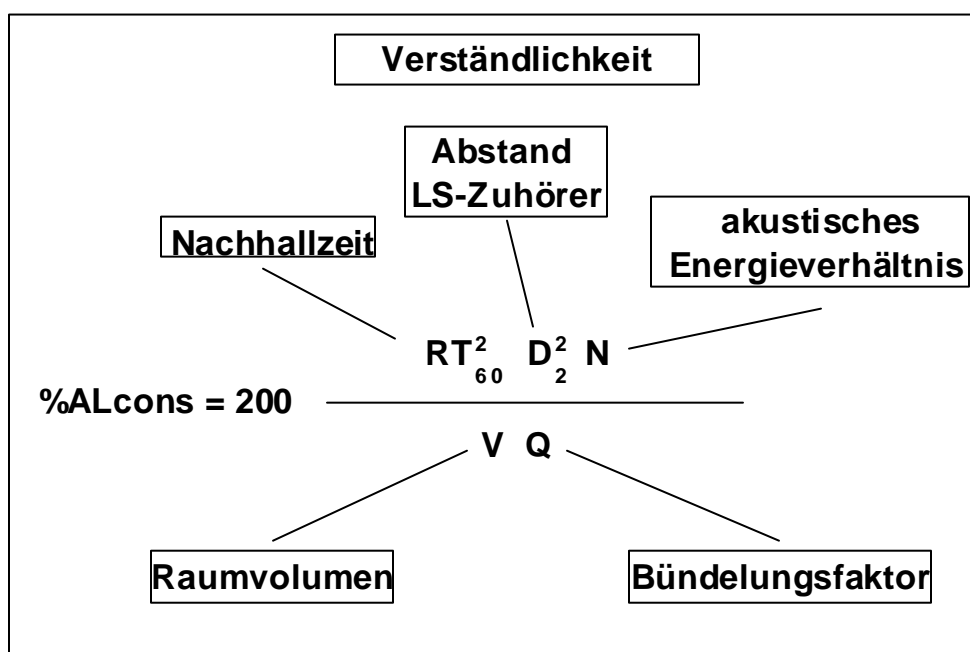 Verständlichkeit
Abstand
LS-Zuhörer
akustisches
Energieverhältnis
Nachhallzeit
RT²₆₀ D²₂ N
%ALcons = 200
V Q
Raumvolumen
Bündelungsfaktor